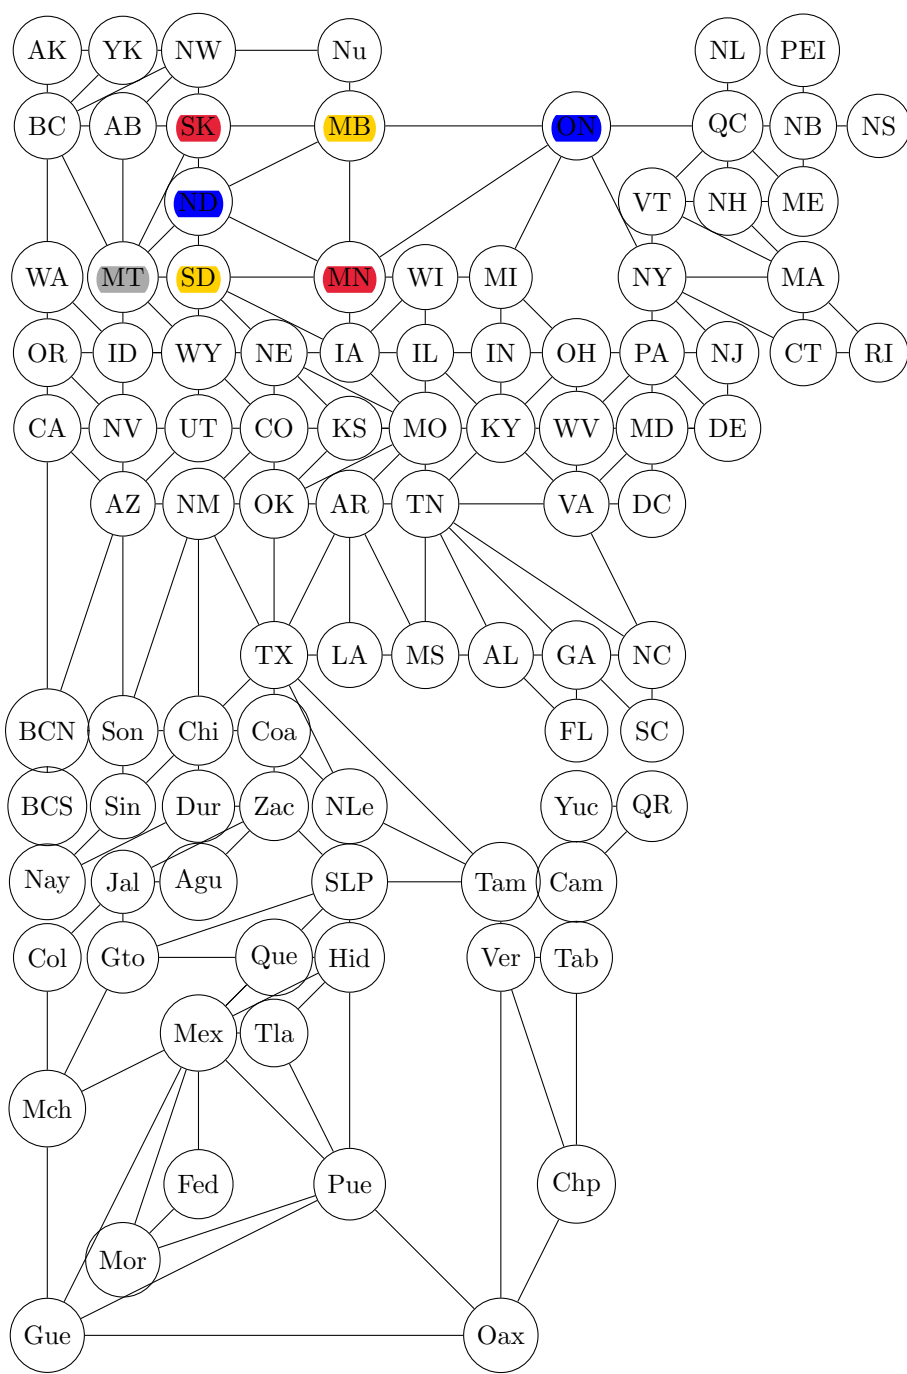 AK YK NW Nu NL PEI
BC AB SK MB ON QC NB NS
ND VT NH ME
WA MT SD MN WI MI NY MA
OR ID WY NE IA IL IN OH PA NJ CT RI
CA NV UT CO KS MO KY WV MD DE
AZ NM OK AR TN VA DC
TX LA MS AL GA NC
BCN Son Chi Coa FL SC
BCS Sin Dur Zac NLe Yuc QR
Nay Jal Agu SLP Tam Cam
Col Gto Que Hid Ver Tab
Mex Tla
Mch
Fed Pue Chp
Mor
Gue Oax